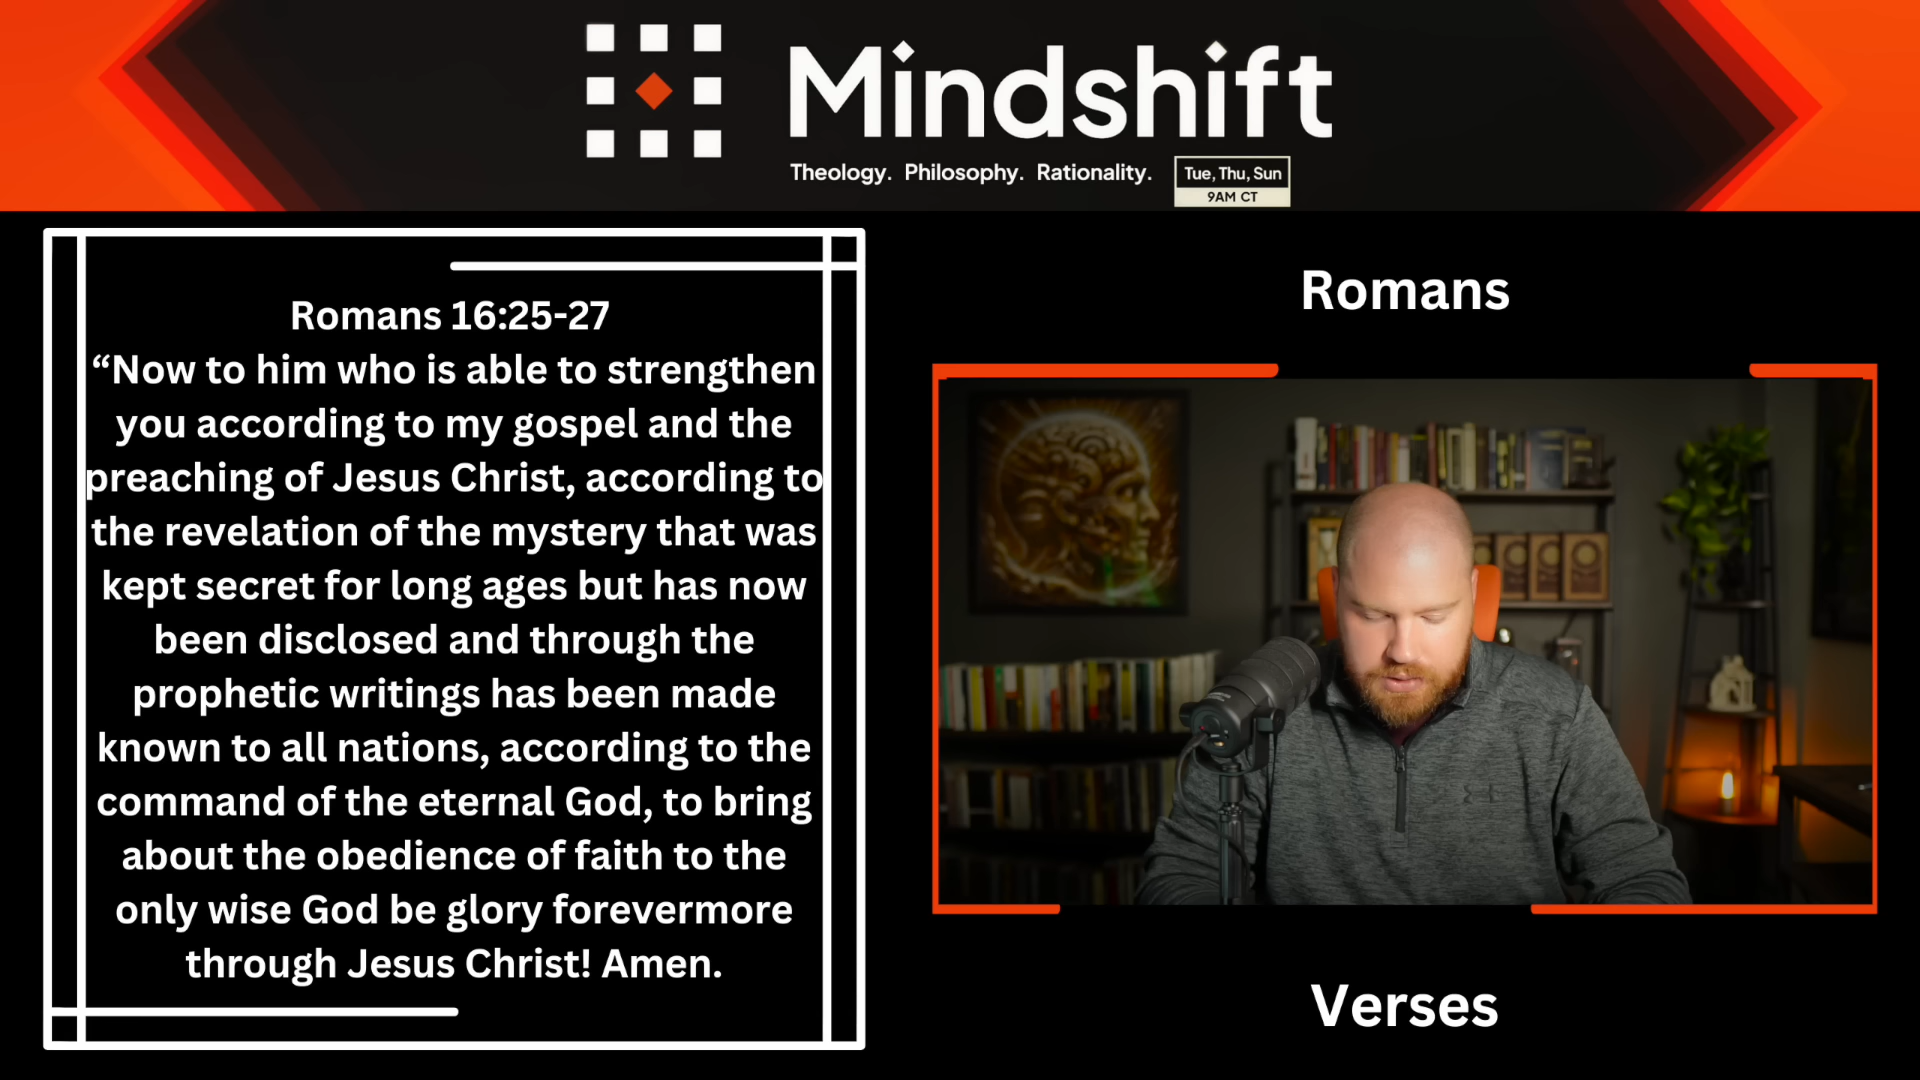 Mindshift
Theology. Philosophy. Rationality.
Tue, Thu, Sun
9AM CT
Romans 16:25-27
“Now to him who is able to strengthen
you according to my gospel and the
preaching of Jesus Christ, according to
the revelation of the mystery that was
kept secret for long ages but has now
been disclosed and through the
prophetic writings has been made
known to all nations, according to the
command of the eternal God, to bring
about the obedience of faith to the
only wise God be glory forevermore
through Jesus Christ! Amen.
Romans
Verses